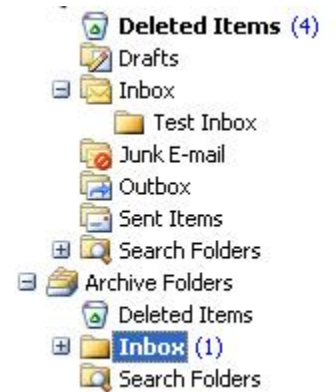 Deleted Items (4)
Drafts
Inbox
Test Inbox
Junk E-mail
Outbox
Sent Items
Search Folders
Archive Folders
Deleted Items
Inbox (1)
Search Folders